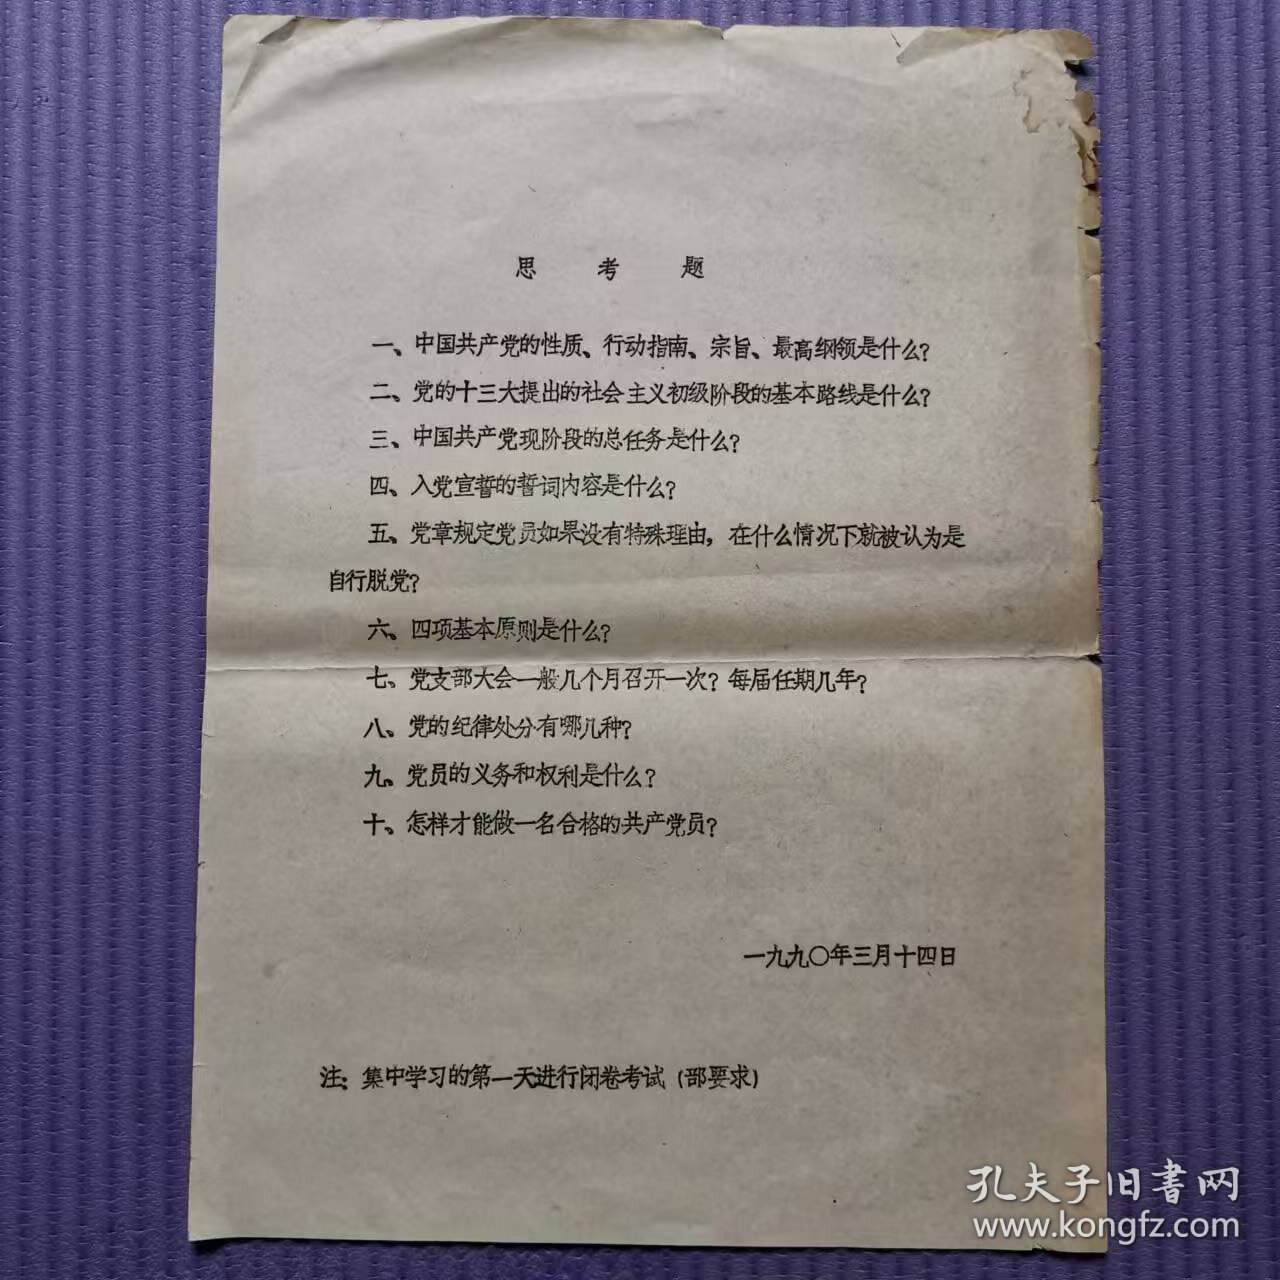 思考题
一、中国共产党的性质、行动指南、宗旨、最高纲领是什么?
二、党的十三大提出的社会主义初级阶段的基本路线是什么?
三、中国共产党现阶段的总任务是什么?
四、入党宣誓的誓词内容是什么?
五、党章规定党员如果没有特殊理由，在什么情况下就被认为是
自行脱党?
六、四项基本原则是什么?
七、党支部大会一般几个月召开一次?每届任期几年?
八、党的纪律处分有哪几种?
九、党员的义务和权利是什么?
十、怎样才能做一名合格的共产党员?
一九九〇年三月十四日
注：集中学习的第一天进行闭卷考试（部要求）
孔夫子旧書网
www.kongfz.com